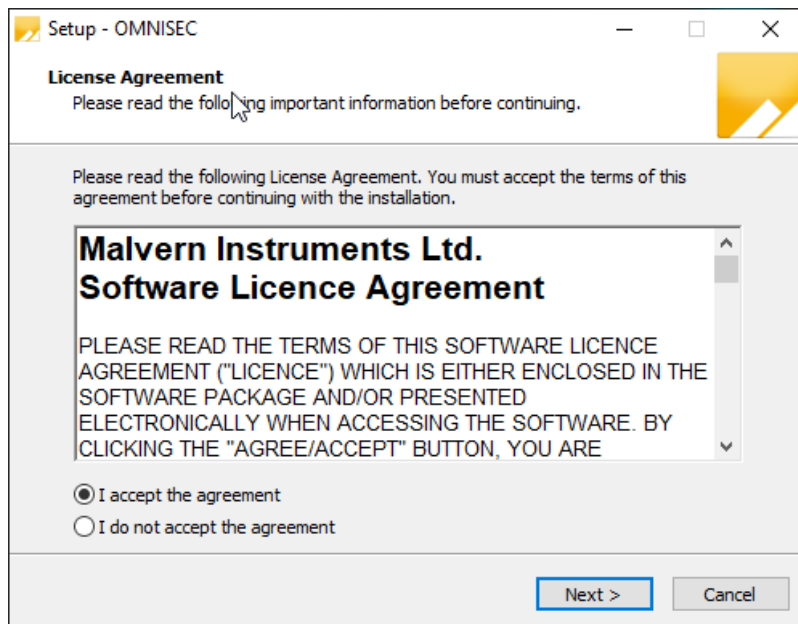 Setup - OMNISEC
License Agreement
Please read the following important information before continuing.
Please read the following License Agreement. You must accept the terms of this
agreement before continuing with the installation.
Malvern Instruments Ltd.
Software Licence Agreement
PLEASE READ THE TERMS OF THIS SOFTWARE LICENCE
AGREEMENT ("LICENCE") WHICH IS EITHER ENCLOSED IN THE
SOFTWARE PACKAGE AND/OR PRESENTED
ELECTRONICALLY WHEN ACCESSING THE SOFTWARE. BY
CLICKING THE "AGREE/ACCEPT" BUTTON, YOU ARE
I accept the agreement
I do not accept the agreement
Next >
Cancel